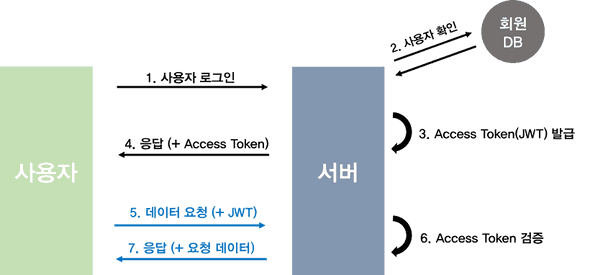 회원
DB
2. 사용자 확인
1. 사용자 로그인
3. Access Token(JWT) 발급
4. 응답 (+ Access Token)
사용자
서버
5. 데이터 요청 (+ JWT)
6. Access Token 검증
7. 응답 (+ 요청 데이터)